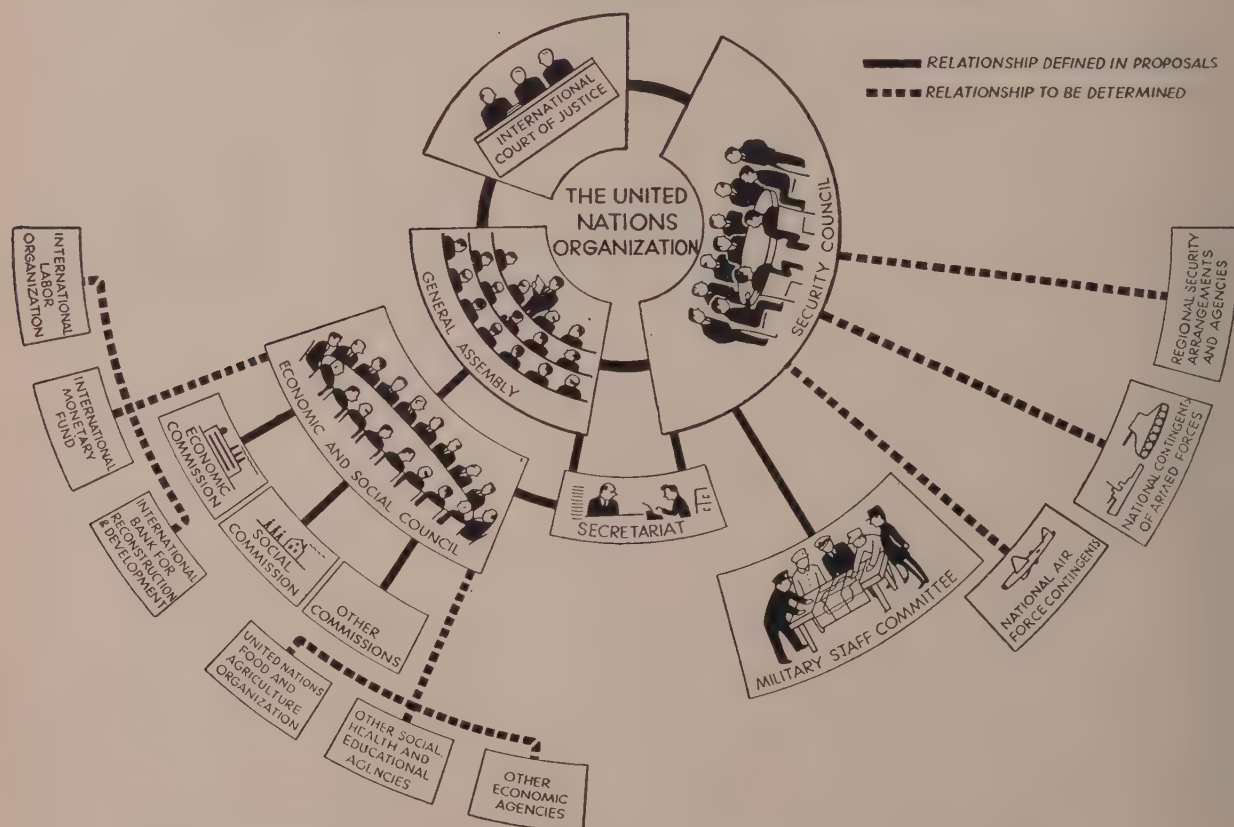 RELATIONSHIP DEFINED IN PROPOSALS
RELATIONSHIP TO BE DETERMINED
INTERNATIONAL
COURT OF JUSTICE
THE UNITED
NATIONS
ORGANIZATION
SECURITY COUNCIL
GENERAL ASSEMBLY
ECONOMIC AND SOCIAL COUNCIL
SECRETARIAT
INTERNATIONAL
LABOR
ORGANIZATION
INTERNATIONAL
MONETARY
FUND
INTERNATIONAL
BANK FOR
RECONSTRUCTION
& DEVELOPMENT
ECONOMIC
COMMISSION
SOCIAL
COMMISSION
OTHER
COMMISSIONS
UNITED NATIONS
FOOD AND
AGRICULTURE
ORGANIZATION
OTHER SOCIAL,
HEALTH AND
EDUCATIONAL
AGENCIES
OTHER
ECONOMIC
AGENCIES
MILITARY STAFF COMMITTEE
NATIONAL AIR
FORCE CONTINGENTS
NATIONAL CONTINGENTS
OF ARMED FORCES
REGIONAL SECURITY
ARRANGEMENTS
AND AGENCIES